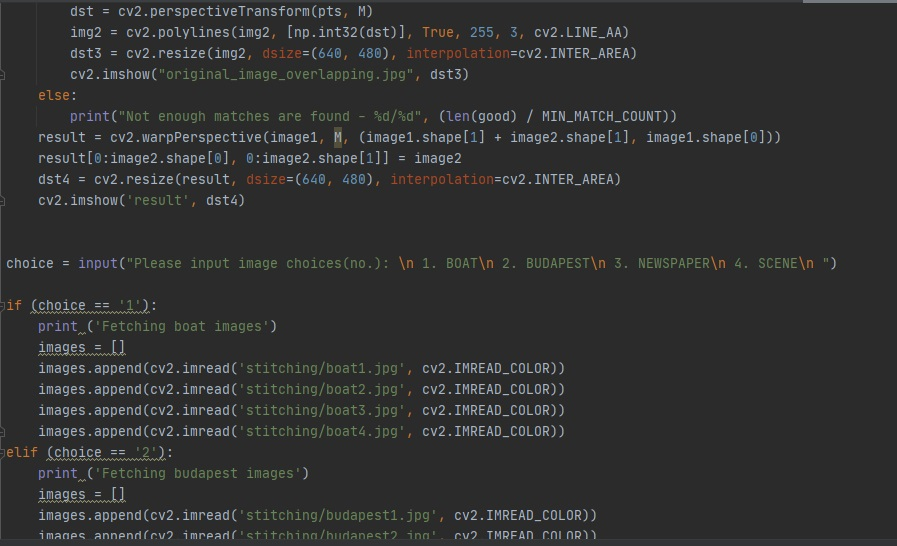 dst = cv2.perspectiveTransform(pts, M)
img2 = cv2.polylines(img2, [np.int32(dst)], True, 255, 3, cv2.LINE_AA)
dst3 = cv2.resize(img2, dsize=(640, 480), interpolation=cv2.INTER_AREA)
cv2.imshow("original_image_overlapping.jpg", dst3)
else:
print("Not enough matches are found - %d/%d", (len(good) / MIN_MATCH_COUNT))
result = cv2.warpPerspective(image1, M, (image1.shape[1] + image2.shape[1], image1.shape[0]))
result[0:image2.shape[0], 0:image2.shape[1]] = image2
dst4 = cv2.resize(result, dsize=(640, 480), interpolation=cv2.INTER_AREA)
cv2.imshow('result', dst4)
choice = input("Please input image choices(no.): \n 1. BOAT\n 2. BUDAPEST\n 3. NEWSPAPER\n 4. SCENE\n ")
if (choice == '1'):
print ('Fetching boat images')
images = []
images.append(cv2.imread('stitching/boat1.jpg', cv2.IMREAD_COLOR))
images.append(cv2.imread('stitching/boat2.jpg', cv2.IMREAD_COLOR))
images.append(cv2.imread('stitching/boat3.jpg', cv2.IMREAD_COLOR))
images.append(cv2.imread('stitching/boat4.jpg', cv2.IMREAD_COLOR))
elif (choice == '2'):
print ('Fetching budapest images')
images = []
images.append(cv2.imread('stitching/budapest1.jpg', cv2.IMREAD_COLOR))
images.append(cv2.imread('stitching/budapest2.jpg', cv2.IMREAD_COLOR))